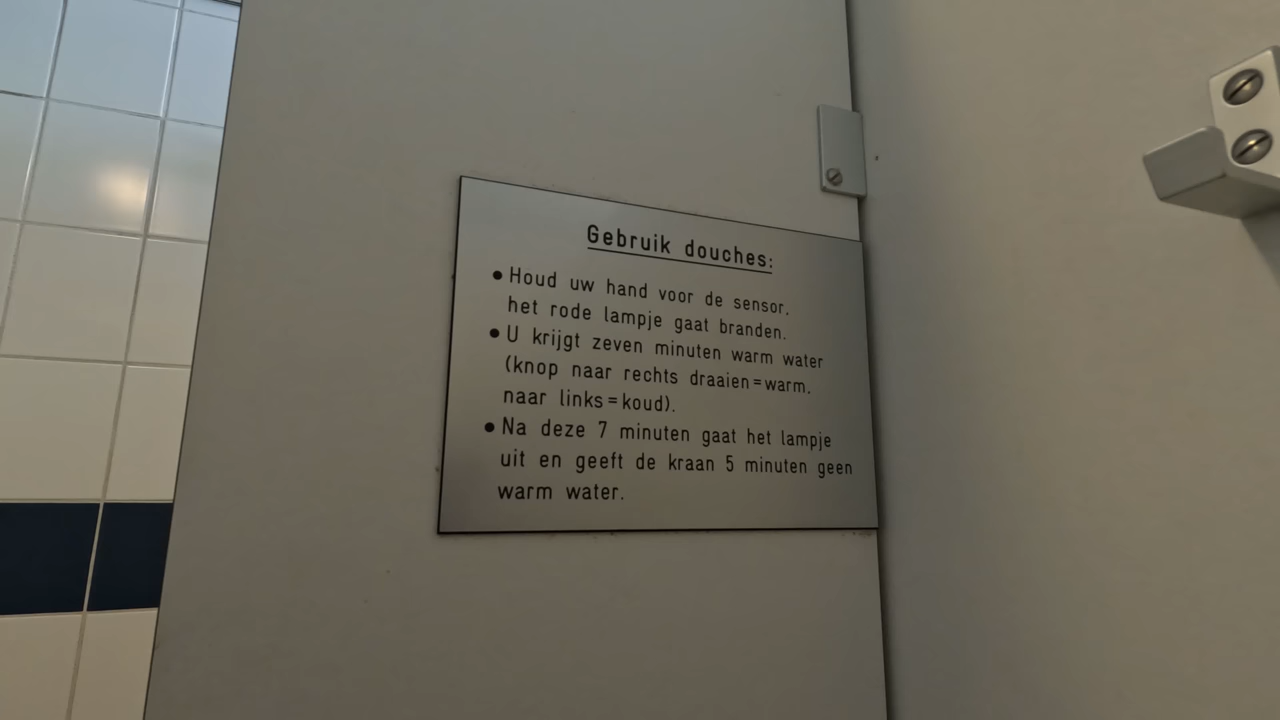 Gebruik douches:
● Houd uw hand voor de sensor.
het rode lampje gaat branden.
● U krijgt zeven minuten warm water
(knop naar rechts draaien=warm.
naar links=koud).
● Na deze 7 minuten gaat het lampje
uit en geeft de kraan 5 minuten geen
warm water.